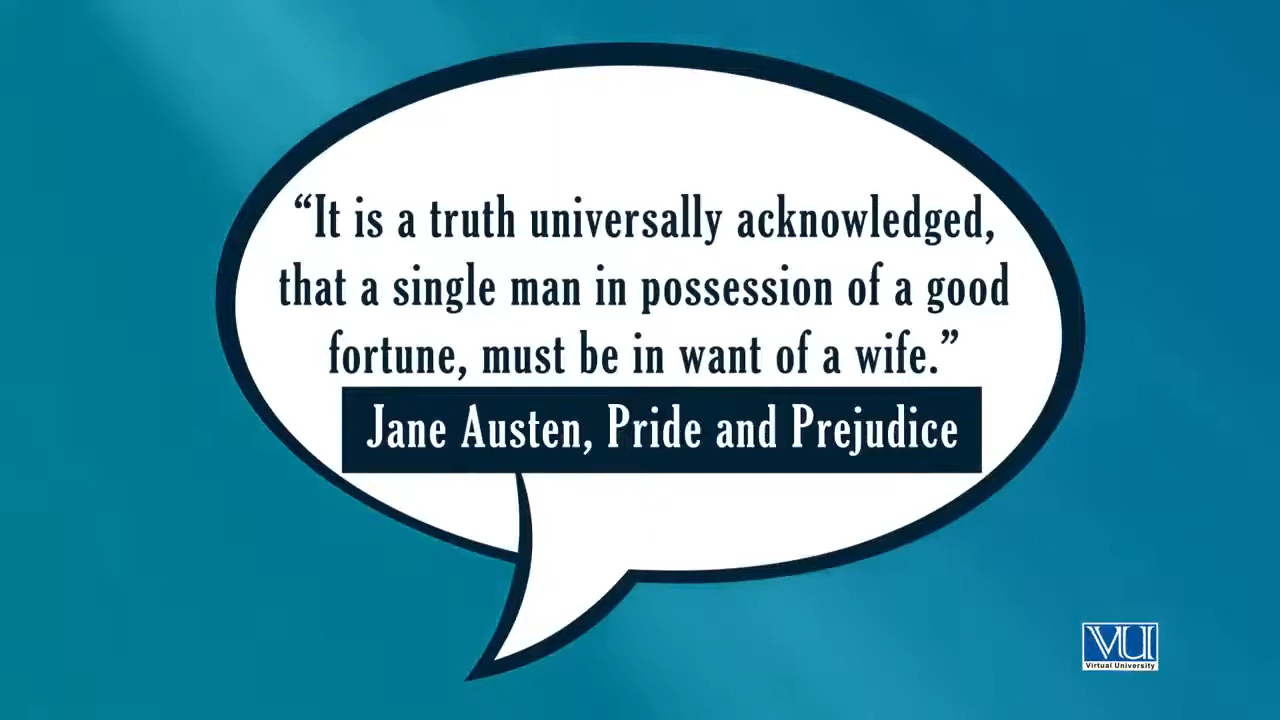 “It is a truth universally acknowledged,
that a single man in possession of a good
fortune, must be in want of a wife.”
Jane Austen, Pride and Prejudice
VU
Virtual University